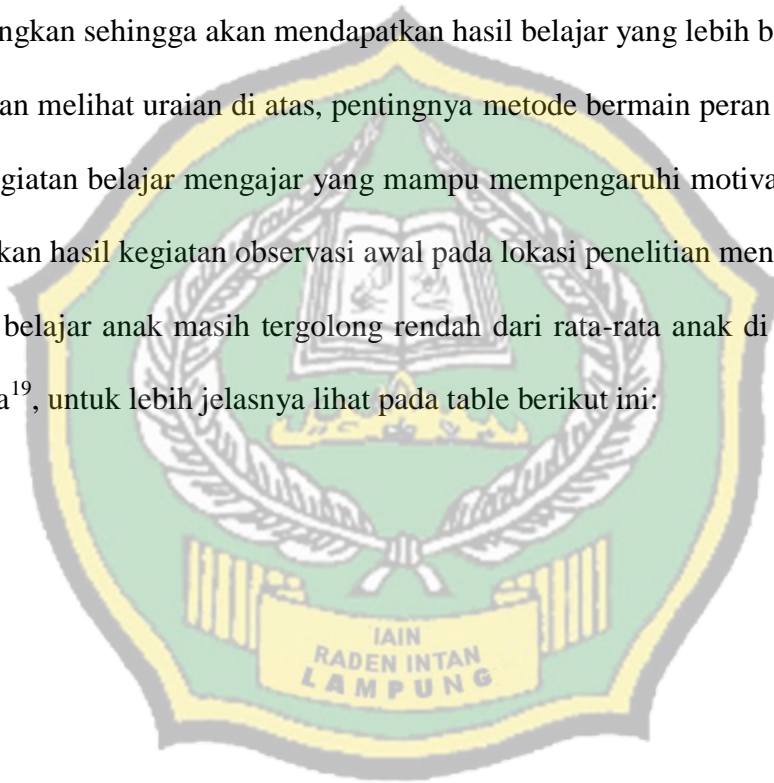 ngkan sehingga akan mendapatkan hasil belajar yang lebih b
an melihat uraian di atas, pentingnya metode bermain peran
giatan belajar mengajar yang mampu mempengaruhi motiva
kan hasil kegiatan observasi awal pada lokasi penelitian men
belajar anak masih tergolong rendah dari rata-rata anak di
a¹⁹, untuk lebih jelasnya lihat pada table berikut ini:
IAIN
RADEN INTAN
LAMPUNG